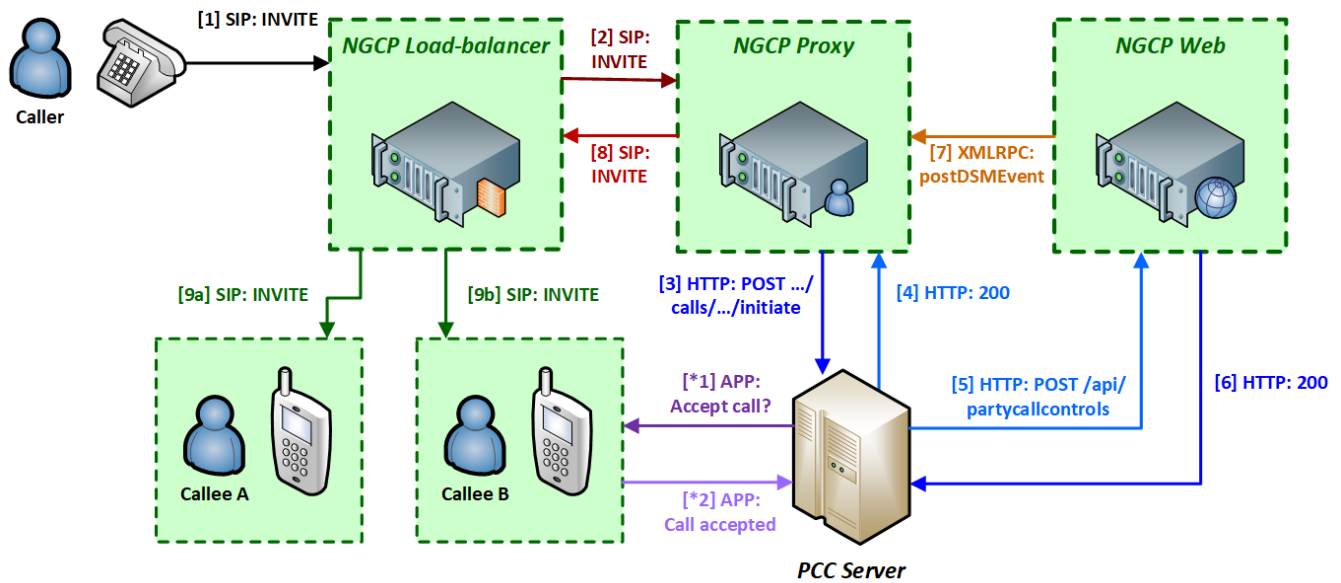 [1] SIP: INVITE
Caller
NGCP Load-balancer
[2] SIP:
INVITE
[8] SIP:
INVITE
NGCP Proxy
[7] XMLRPC:
postDSMEvent
NGCP Web
[9a] SIP: INVITE
[9b] SIP: INVITE
[3] HTTP: POST .../
calls/.../initiate
[4] HTTP: 200
[5] HTTP: POST /api/
partycallcontrols
[6] HTTP: 200
[*1] APP:
Accept call?
[*2] APP:
Call accepted
Callee A
Callee B
PCC Server